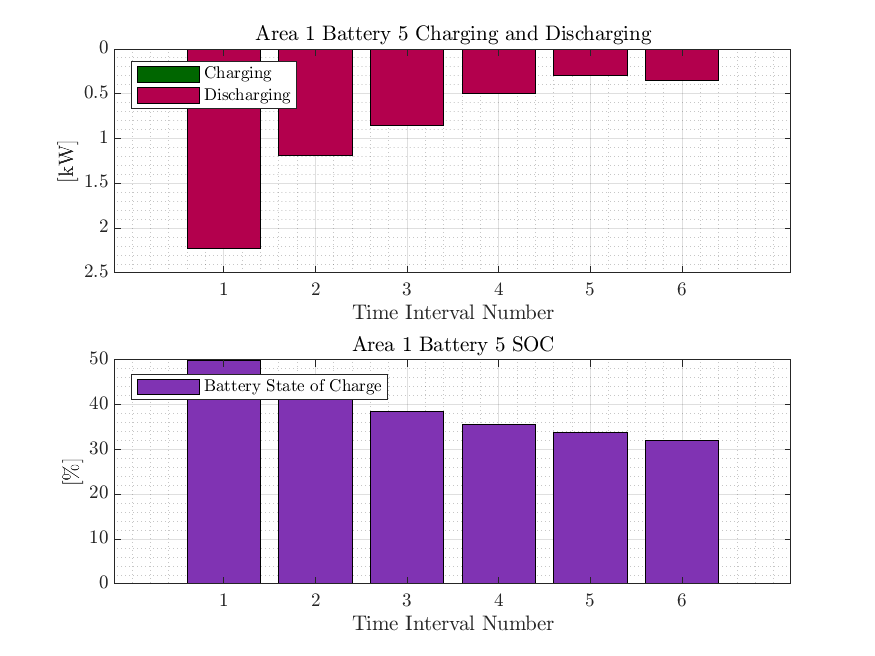 Area 1 Battery 5 Charging and Discharging
0
0.5
1
1.5
2
2.5
[kW]
Charging
Discharging
1 2 3 4 5 6
Time Interval Number
Area 1 Battery 5 SOC
50
40
30
20
10
0
[%]
Battery State of Charge
1 2 3 4 5 6
Time Interval Number